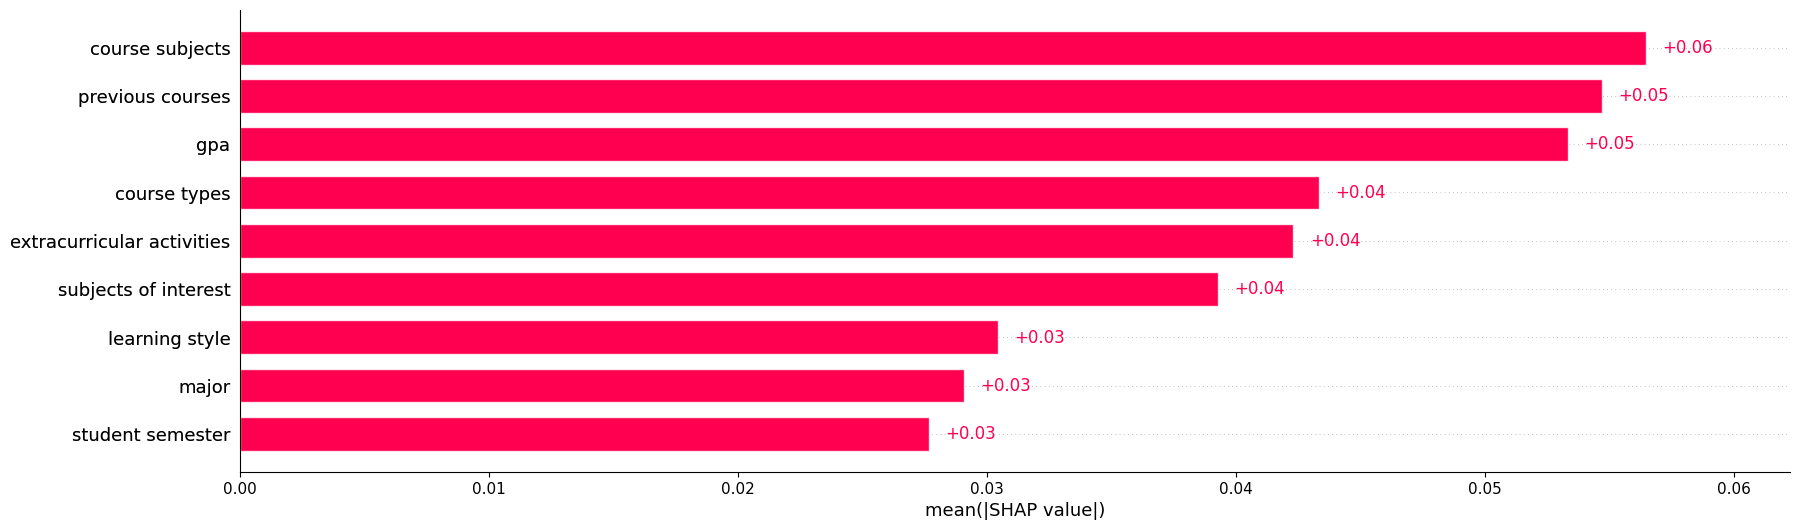 course subjects +0.06
previous courses +0.05
gpa +0.05
course types +0.04
extracurricular activities +0.04
subjects of interest +0.04
learning style +0.03
major +0.03
student semester +0.03
0.00 0.01 0.02 0.03 0.04 0.05 0.06
mean(|SHAP value|)